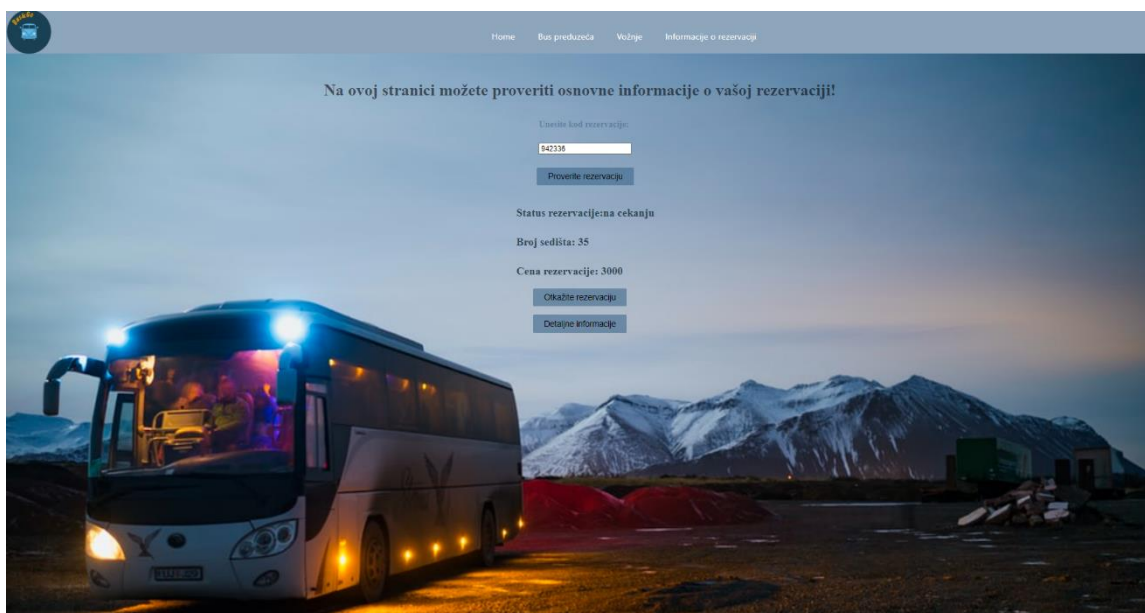 Home Bus preduzeća Vožnje Informacije o rezervaciji
Na ovoj stranici možete proveriti osnovne informacije o vašoj rezervaciji!
Unesite kod rezervacije:
942336
Proverite rezervaciju
Status rezervacije:na cekanju
Broj sedišta: 35
Cena rezervacije: 3000
Otkažite rezervaciju
Detaljne informacije